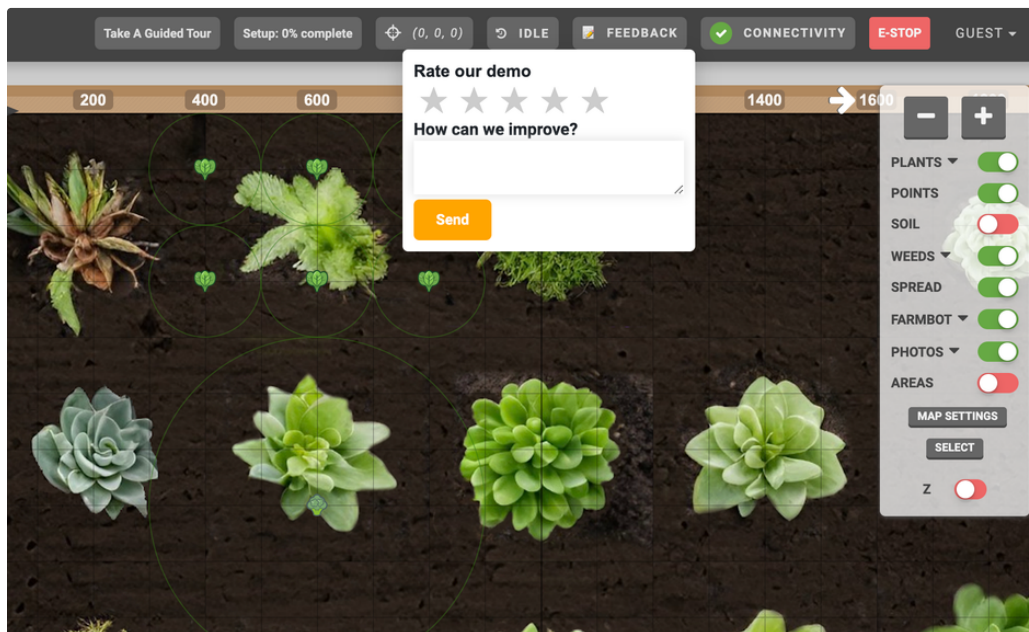 Take A Guided Tour
Setup: 0% complete
(0, 0, 0)
IDLE
FEEDBACK
CONNECTIVITY
E-STOP
GUEST
200
400
600
1400
1600
Rate our demo
How can we improve?
Send
PLANTS
POINTS
SOIL
WEEDS
SPREAD
FARMBOT
PHOTOS
AREAS
MAP SETTINGS
SELECT
Z